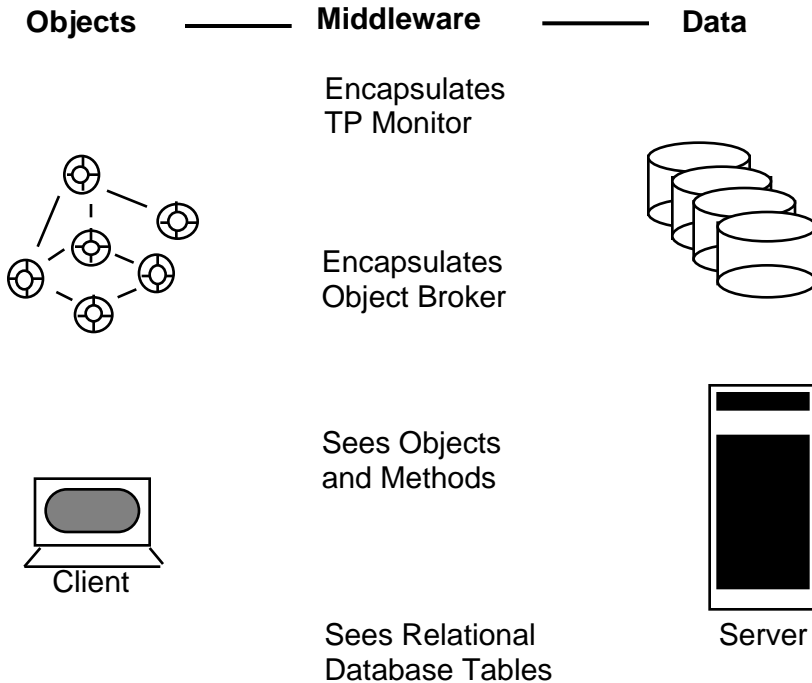 Objects Middleware Data
Encapsulates
TP Monitor
Encapsulates
Object Broker
Sees Objects
and Methods
Client
Server
Sees Relational
Database Tables